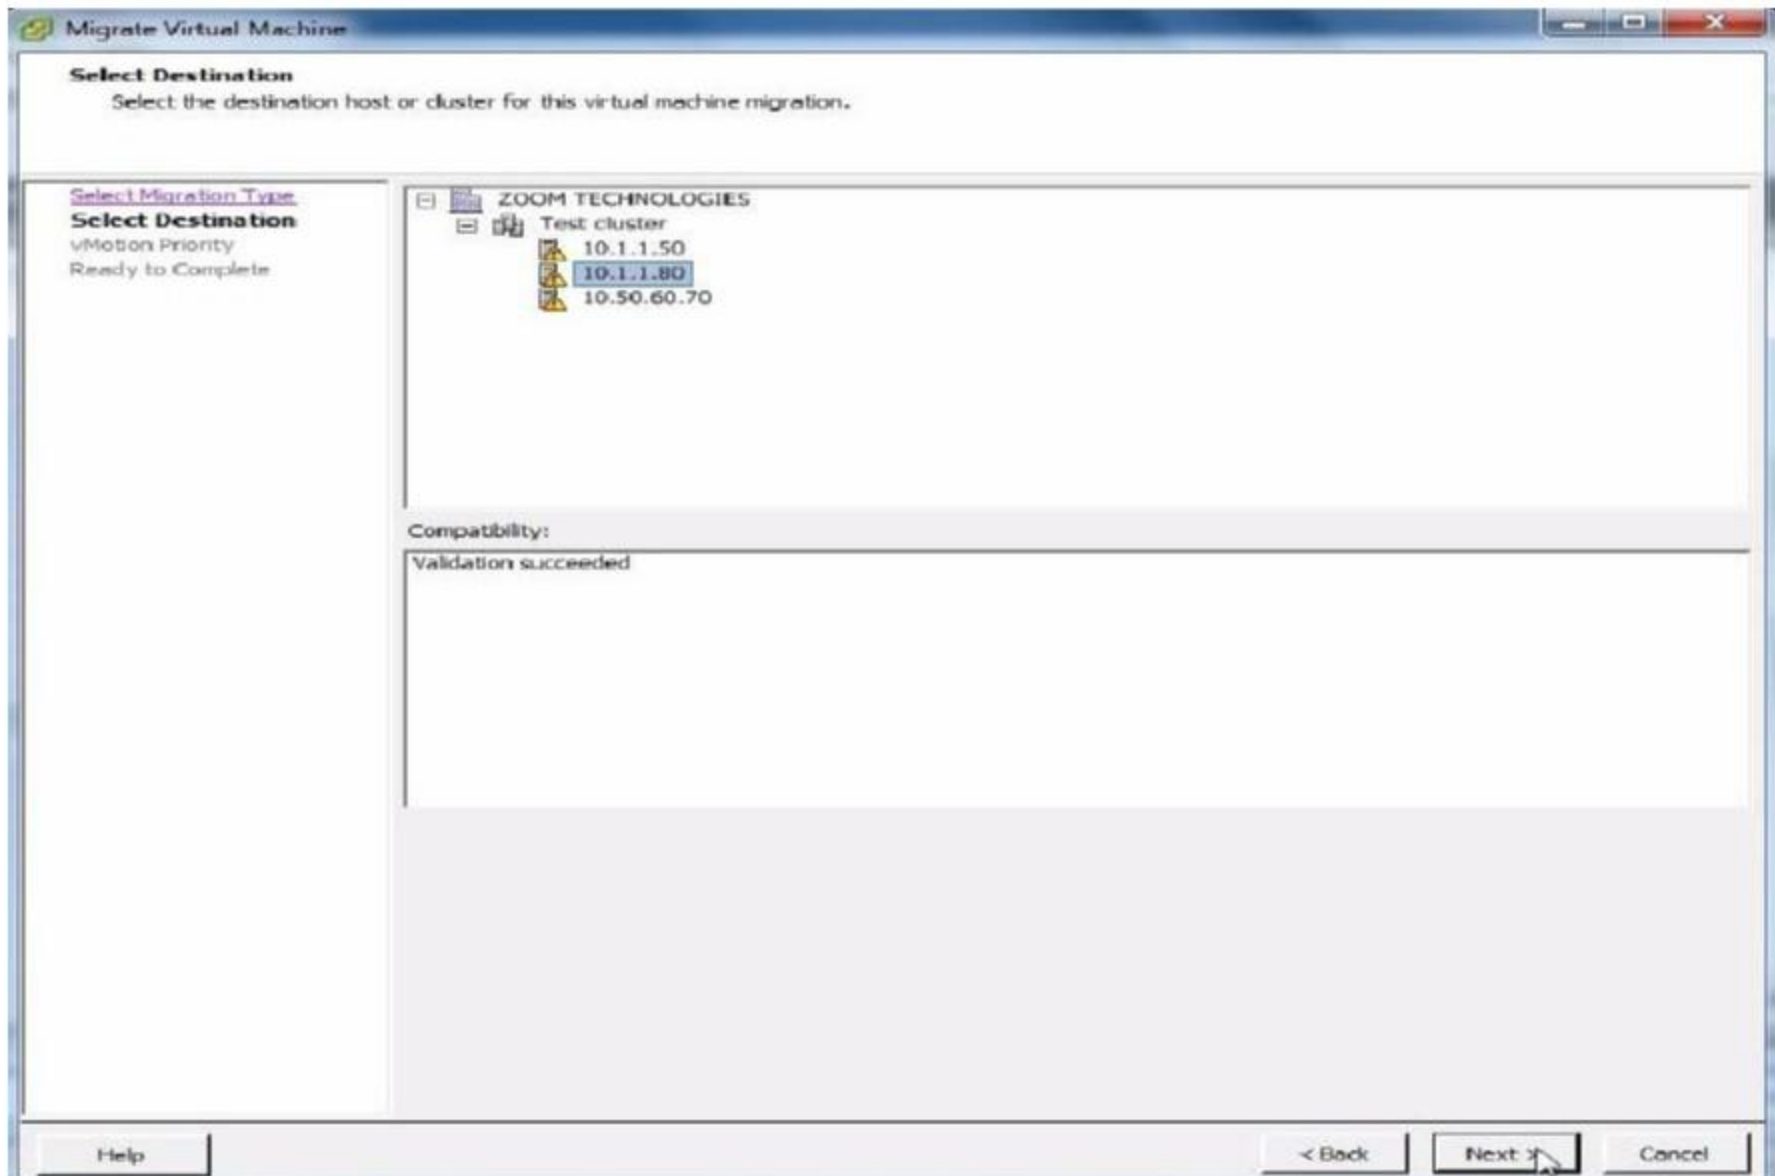 Migrate Virtual Machine
Select Destination
Select the destination host or cluster for this virtual machine migration.
Select Migration Type
Select Destination
vMotion Priority
Ready to Complete
ZOOM TECHNOLOGIES
Test cluster
10.1.1.50
10.1.1.80
10.50.60.70
Compatibility:
Validation succeeded
Help
< Back
Next >
Cancel